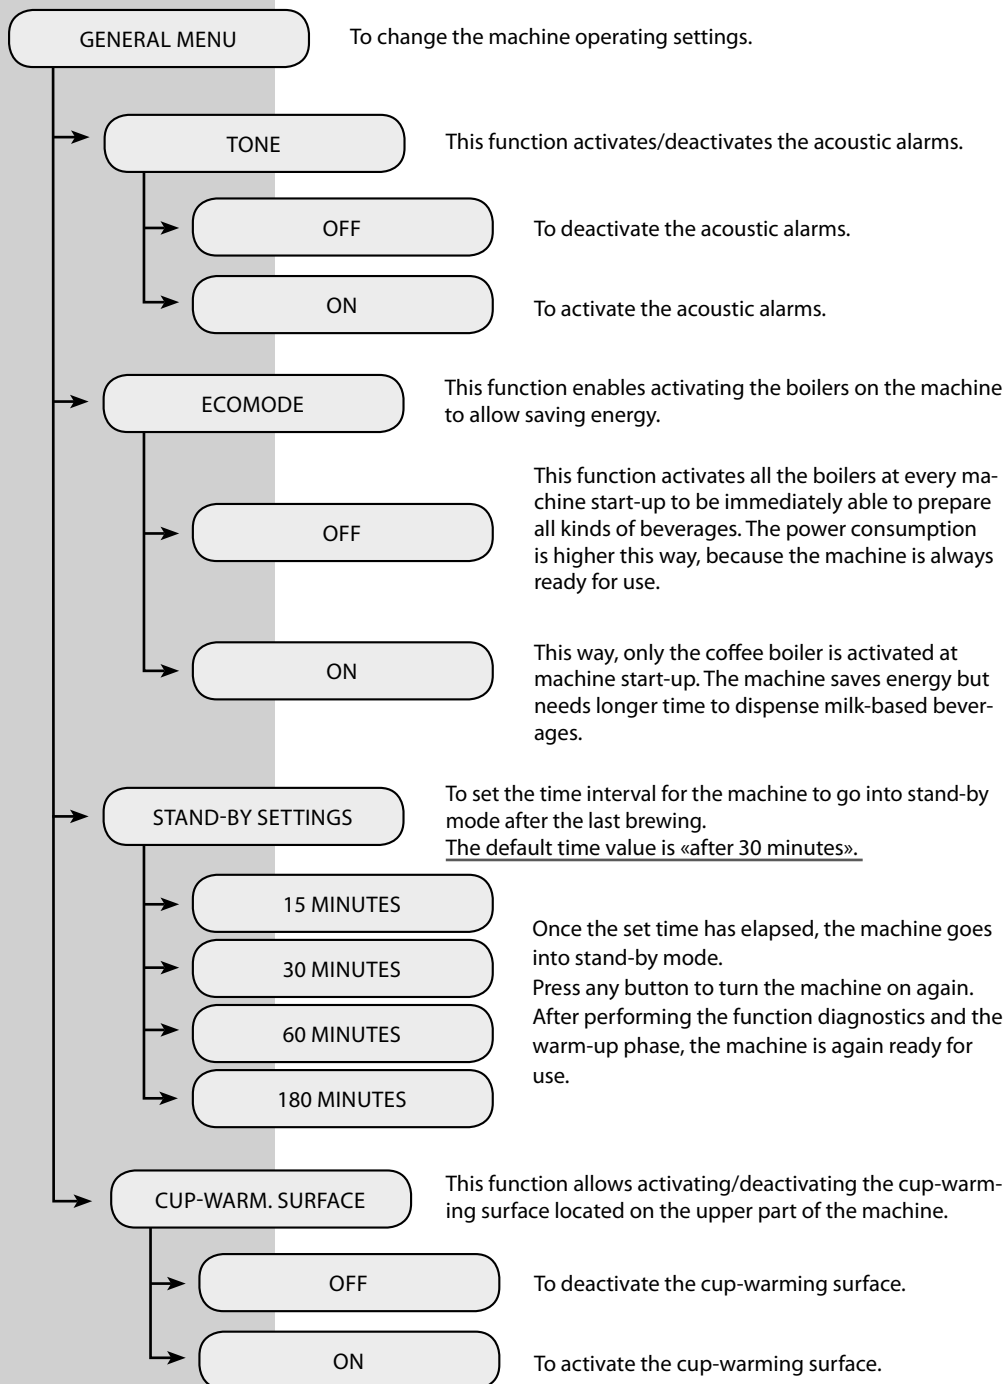 GENERAL MENU
To change the machine operating settings.
TONE
This function activates/deactivates the acoustic alarms.
OFF
To deactivate the acoustic alarms.
ON
To activate the acoustic alarms.
ECOMODE
This function enables activating the boilers on the machine
to allow saving energy.
OFF
This function activates all the boilers at every ma-
chine start-up to be immediately able to prepare
all kinds of beverages. The power consumption
is higher this way, because the machine is always
ready for use.
ON
This way, only the coffee boiler is activated at
machine start-up. The machine saves energy but
needs longer time to dispense milk-based bever-
ages.
STAND-BY SETTINGS
To set the time interval for the machine to go into stand-by
mode after the last brewing.
The default time value is «after 30 minutes».
15 MINUTES
30 MINUTES
60 MINUTES
180 MINUTES
Once the set time has elapsed, the machine goes
into stand-by mode.
Press any button to turn the machine on again.
After performing the function diagnostics and the
warm-up phase, the machine is again ready for
use.
CUP-WARM. SURFACE
This function allows activating/deactivating the cup-warm-
ing surface located on the upper part of the machine.
OFF
To deactivate the cup-warming surface.
ON
To activate the cup-warming surface.